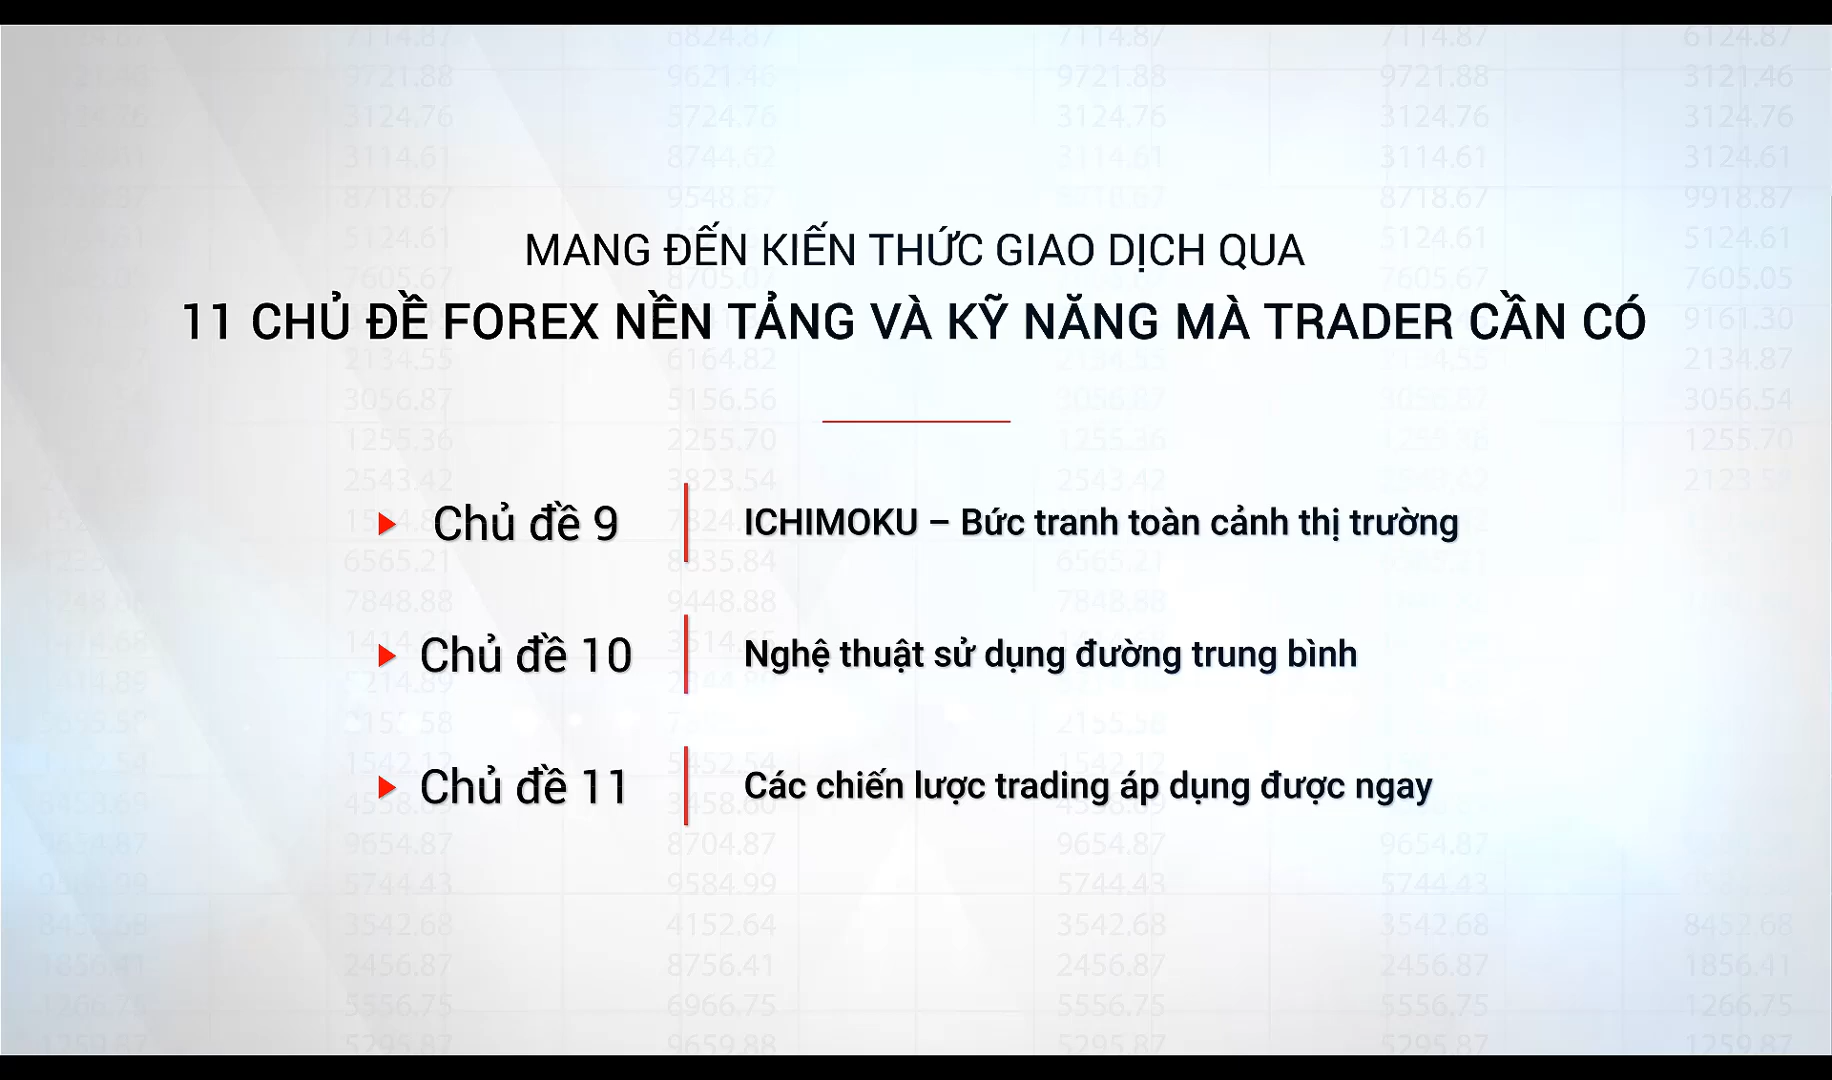 MANG ĐẾN KIẾN THỨC GIAO DỊCH QUA
11 CHỦ ĐỀ FOREX NỀN TẢNG VÀ KỸ NĂNG MÀ TRADER CẦN CÓ
Chủ đề 9
ICHIMOKU – Bức tranh toàn cảnh thị trường
Chủ đề 10
Nghệ thuật sử dụng đường trung bình
Chủ đề 11
Các chiến lược trading áp dụng được ngay